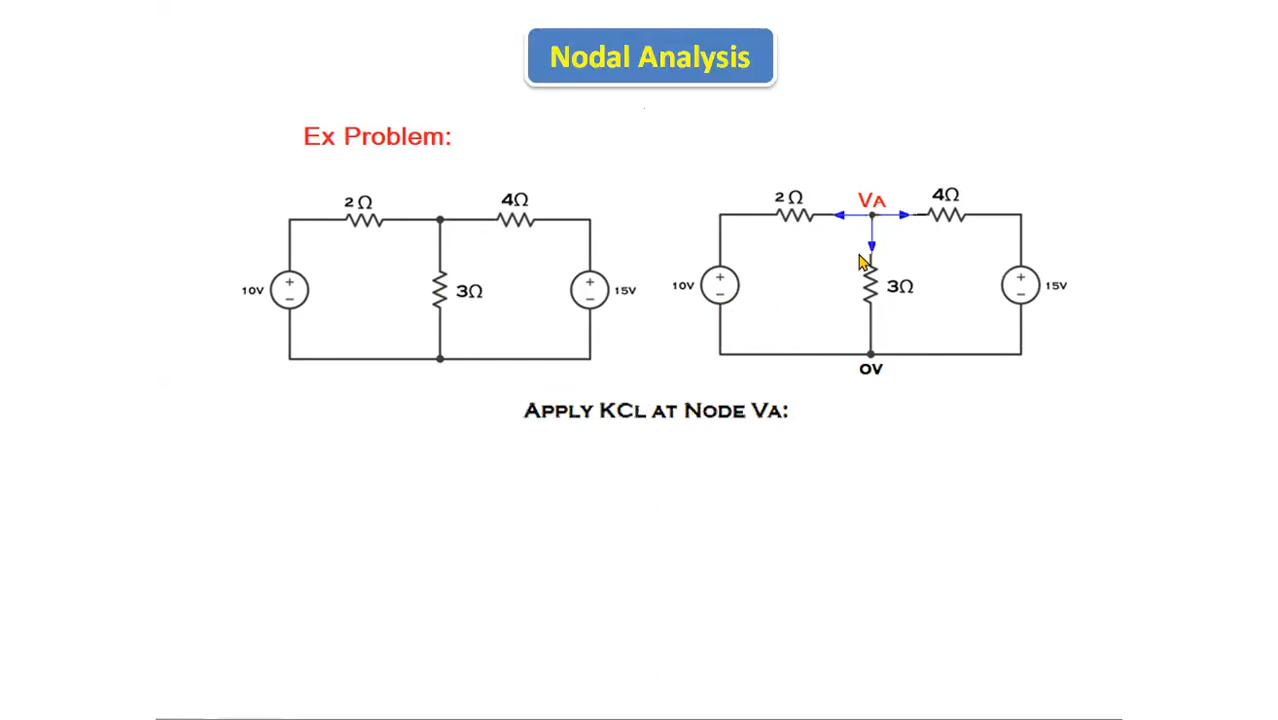 Nodal Analysis
Ex Problem:
2Ω
4Ω
10V
+
−
3Ω
+
−
15V
2Ω
VA
4Ω
10V
+
−
3Ω
+
−
15V
0V
APPLY KCL AT NODE VA: